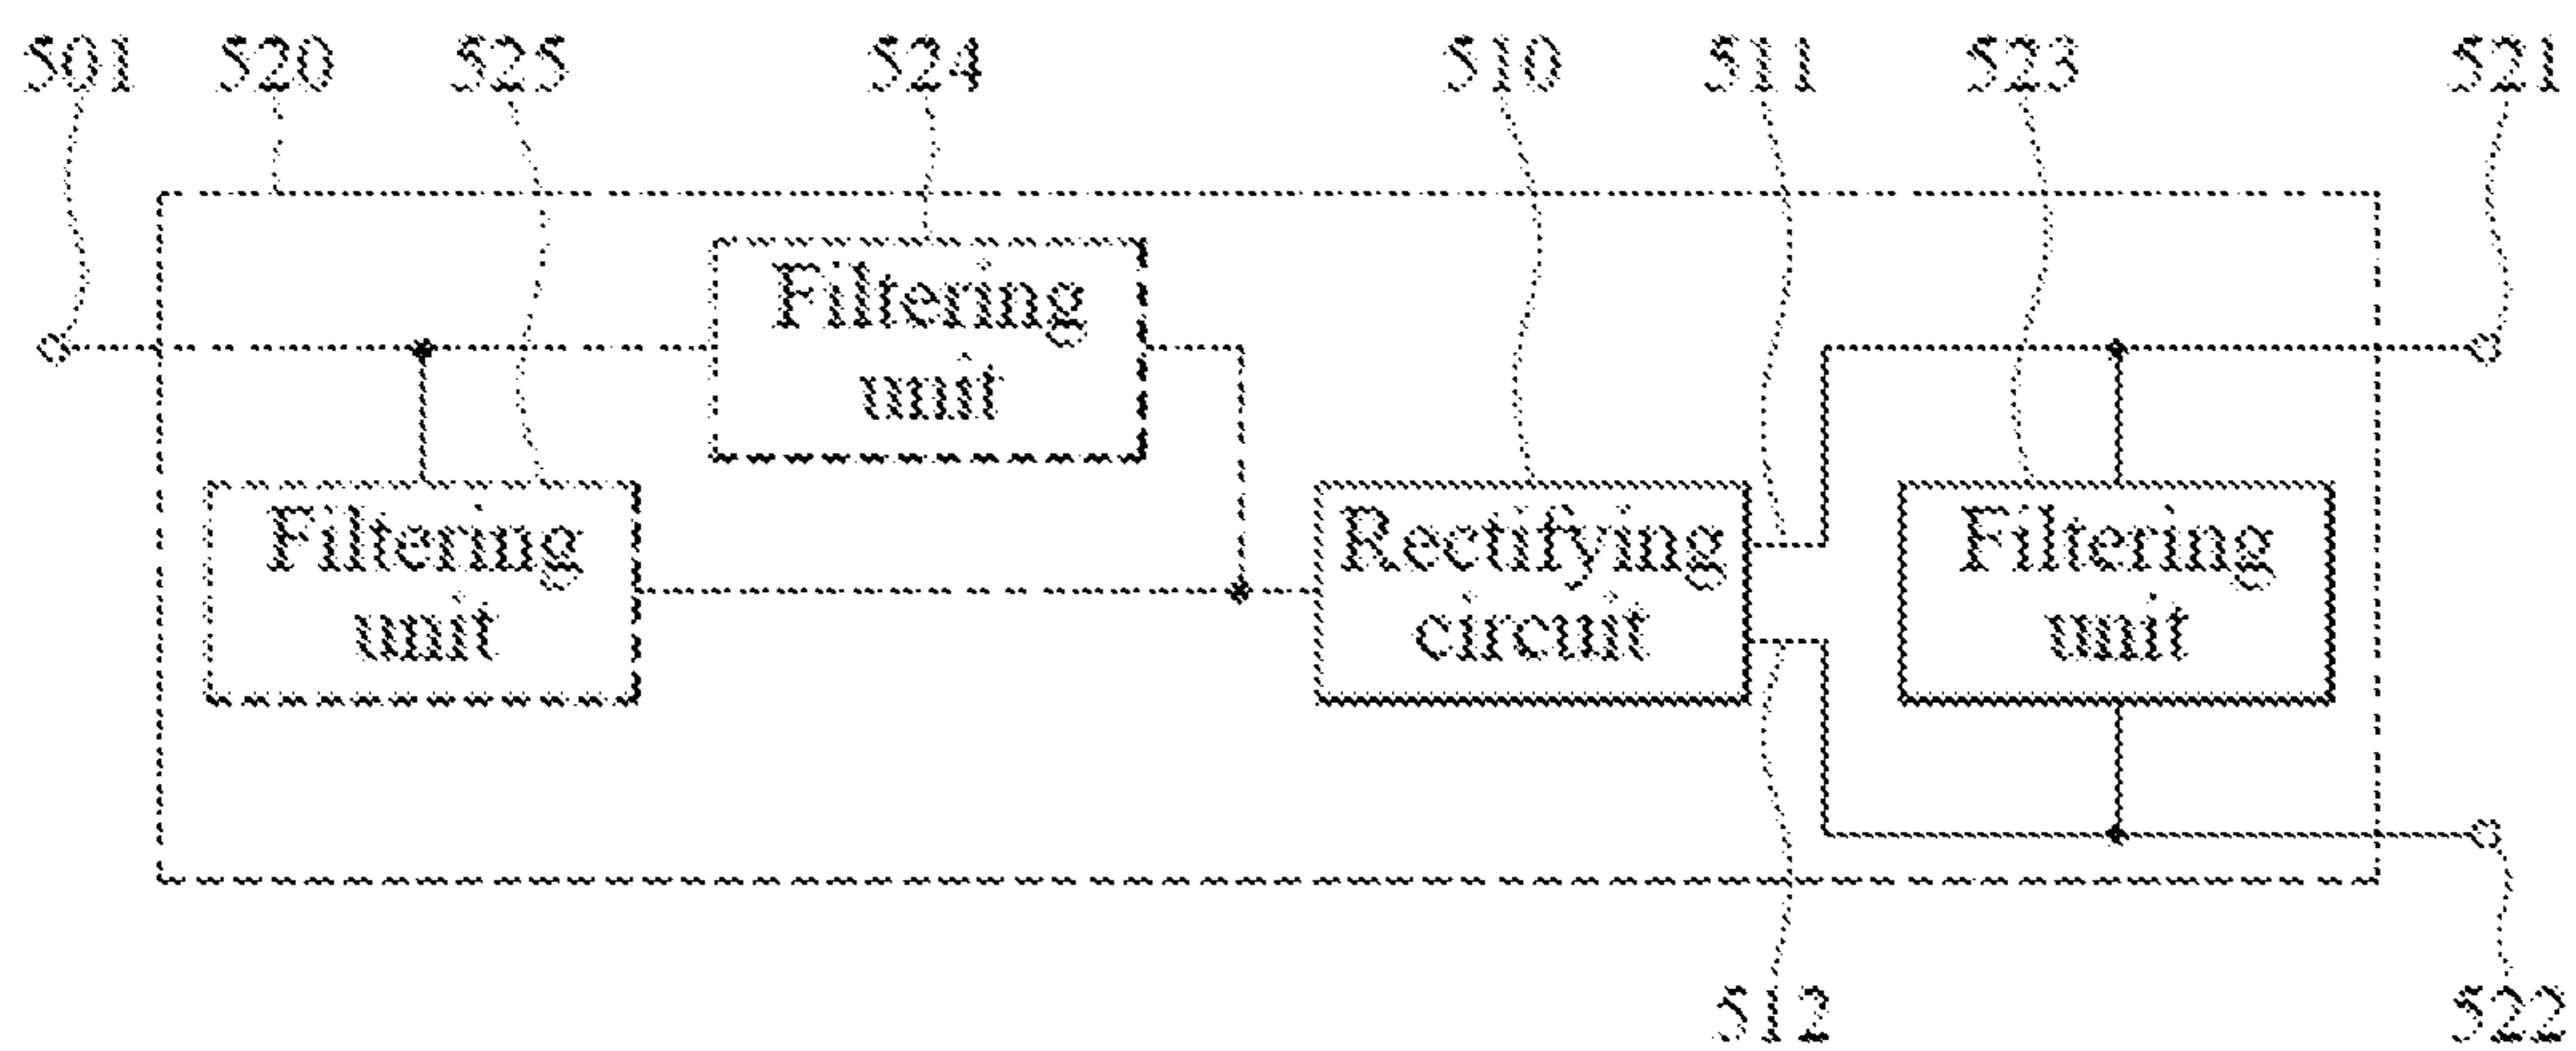 501 520 525 524 510 511 523 521
Filtering
unit
Filtering
unit
Rectifying
circuit
Filtering
unit
512 522